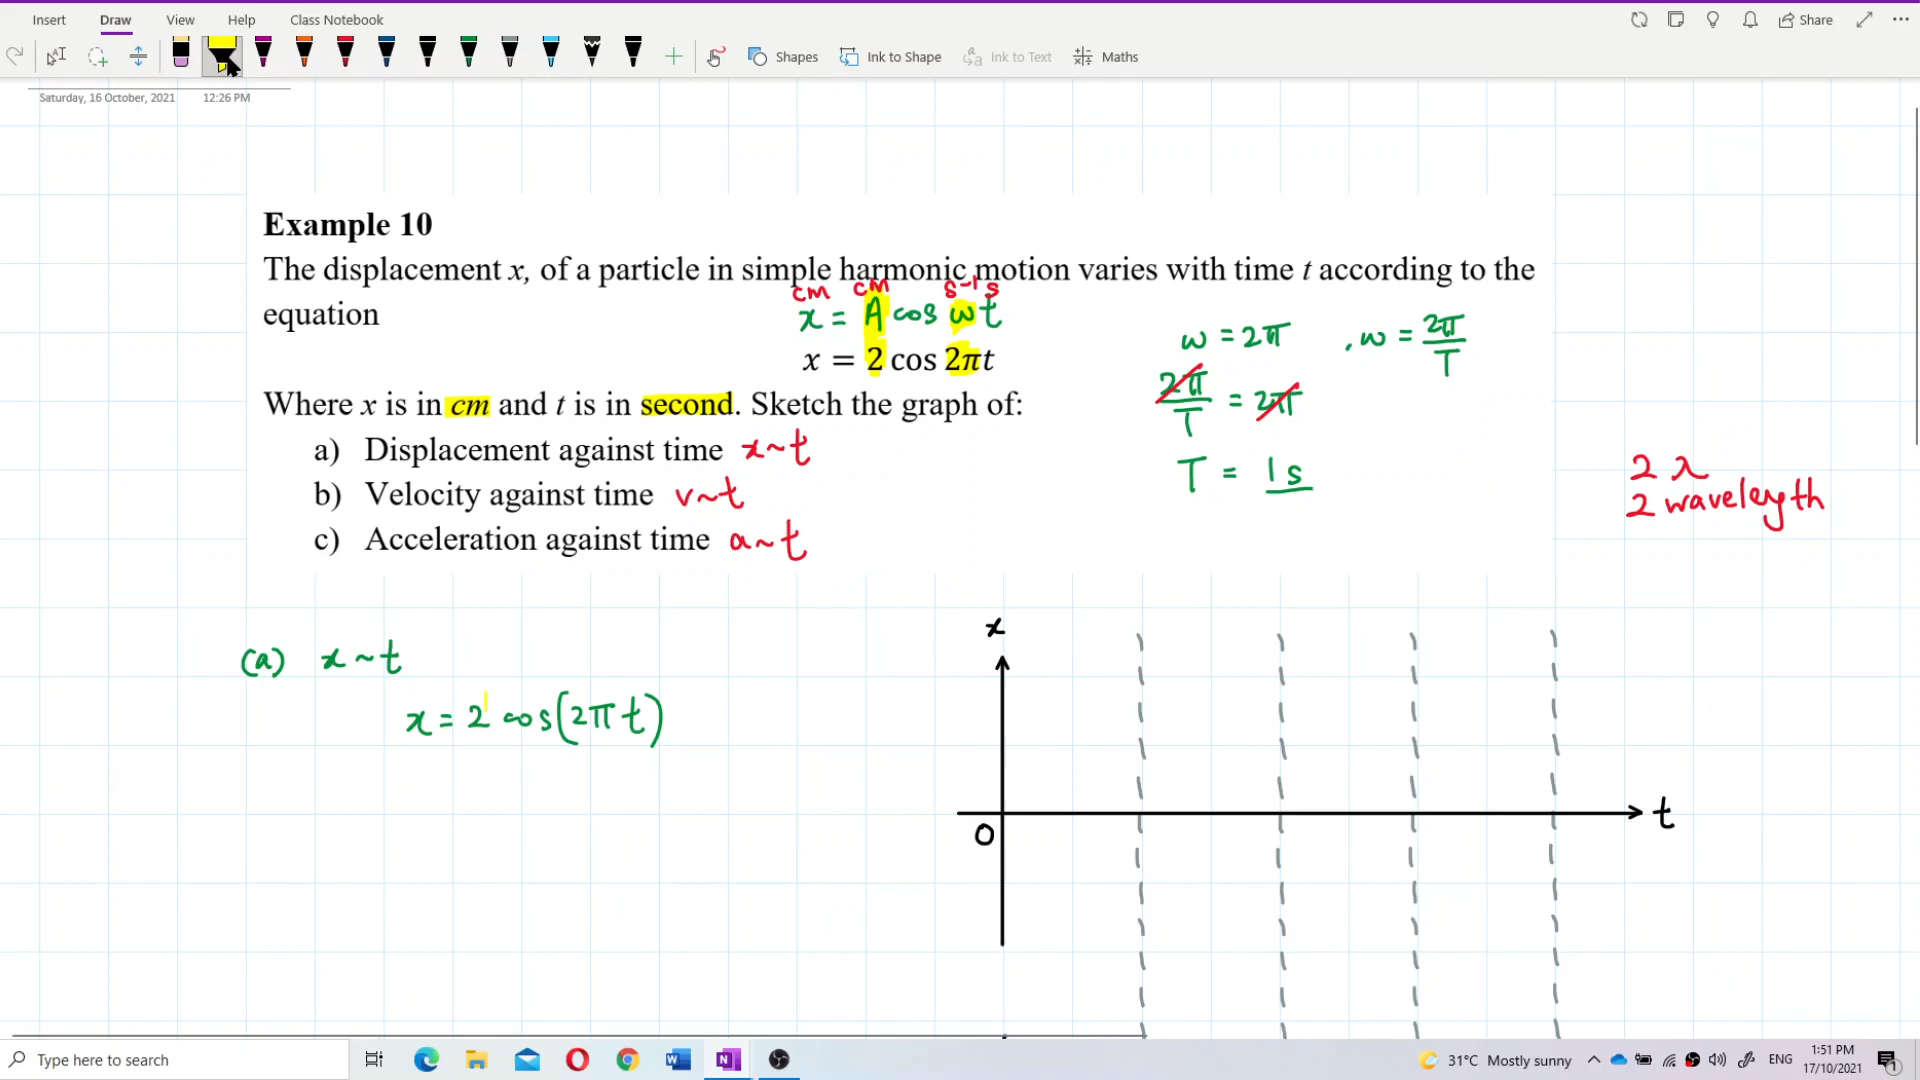 Insert Draw View Help Class Notebook Share
Shapes Ink to Shape Ink to Text Maths
Saturday, 16 October, 2021 12:26 PM
Example 10
The displacement x, of a particle in simple harmonic motion varies with time t according to the
equation
cm cm s⁻¹ s
x = A cos ωt
x = 2 cos 2πt
Where x is in cm and t is in second. Sketch the graph of:
a) Displacement against time x~t
b) Velocity against time v~t
c) Acceleration against time a~t
ω = 2π , ω = 2π/T
2π/T = 2π
T = 1s
2 λ
2 wavelength
(a) x~t
x = 2 cos(2πt)
x
t
O
Type here to search
31°C Mostly sunny ENG 1:51 PM
17/10/2021
1